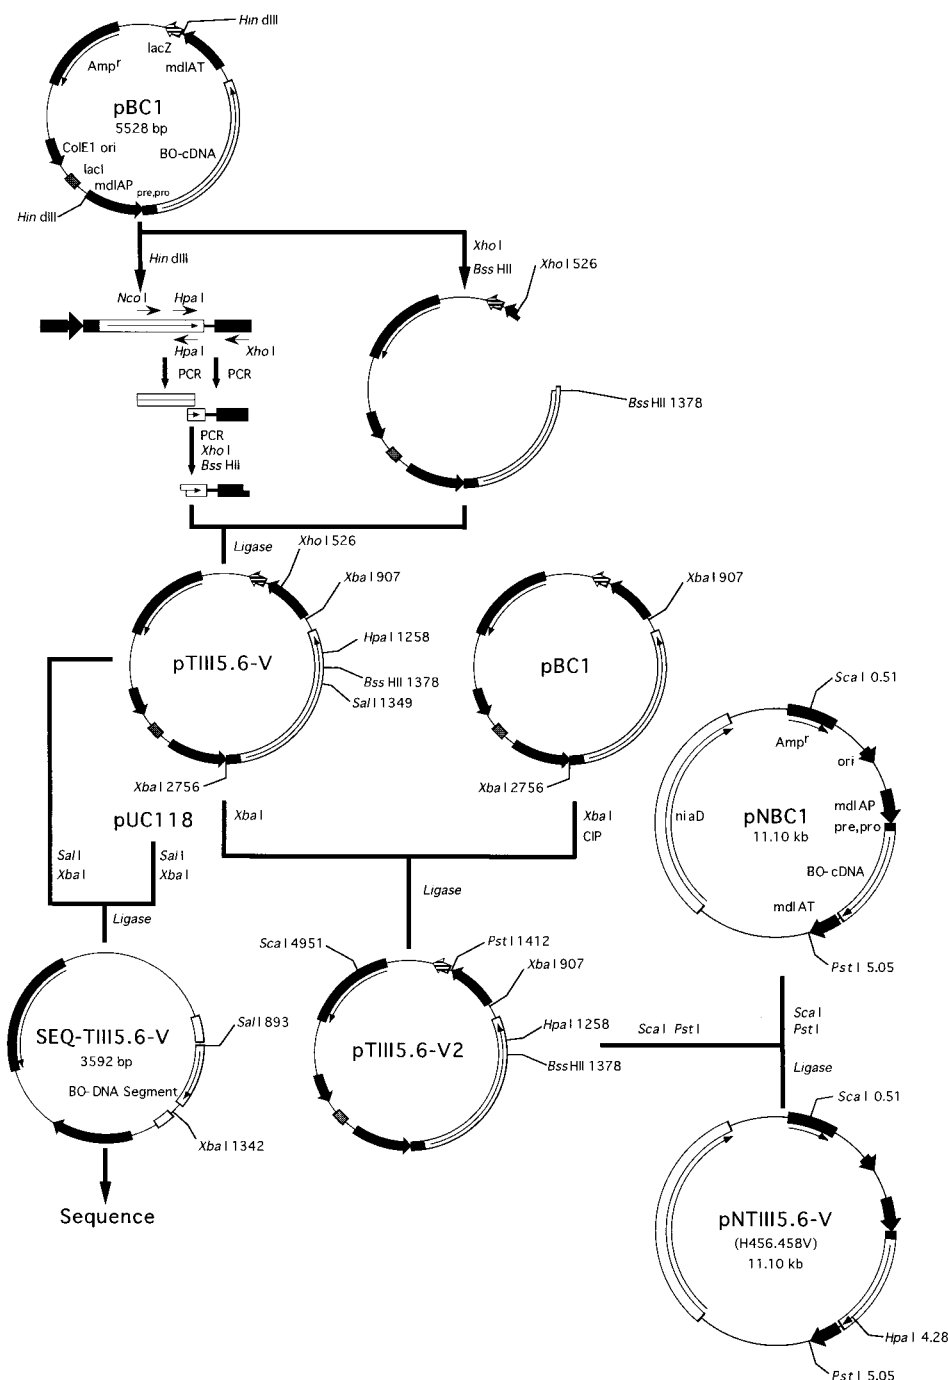 Hin dIII
lacZ
mdlAT
Ampr
pBC1
5528 bp
BO-cDNA
ColE1 ori
lacI
mdlAP
pre,pro
Hin dIII
Hin dIII
Xho I
Bss HII
Xho I 526
Nco I
Hpa I
Hpa I
Xho I
PCR
PCR
Bss HII 1378
PCR
Xho I
Bss HII
Ligase
Xho I 526
Xba I 907
Hpa I 1258
pTIII5.6-V
Bss HII 1378
Sal I 1349
Xba I 2756
Xba I 907
pBC1
Xba I 2756
Sca I 0.51
Ampr
ori
mdlAP
pre,pro
niaD
pNBC1
11.10 kb
BO-cDNA
mdlAT
Pst I 5.05
pUC118
Xba I
Xba I
CIP
Sal I
Xba I
Sal I
Xba I
Ligase
Ligase
Sca I 4951
Pst I 1412
Xba I 907
Hpa I 1258
pTIII5.6-V2
BssHII 1378
SEQ-TIII5.6-V
3592 bp
Sal I 893
BO-DNA Segment
Xba I 1342
Sequence
Sca I Pst I
Sca I
Pst I
Ligase
Sca I 0.51
pNTIII5.6-V
(H456.458V)
11.10 kb
Hpa I 4.28
Pst I 5.05